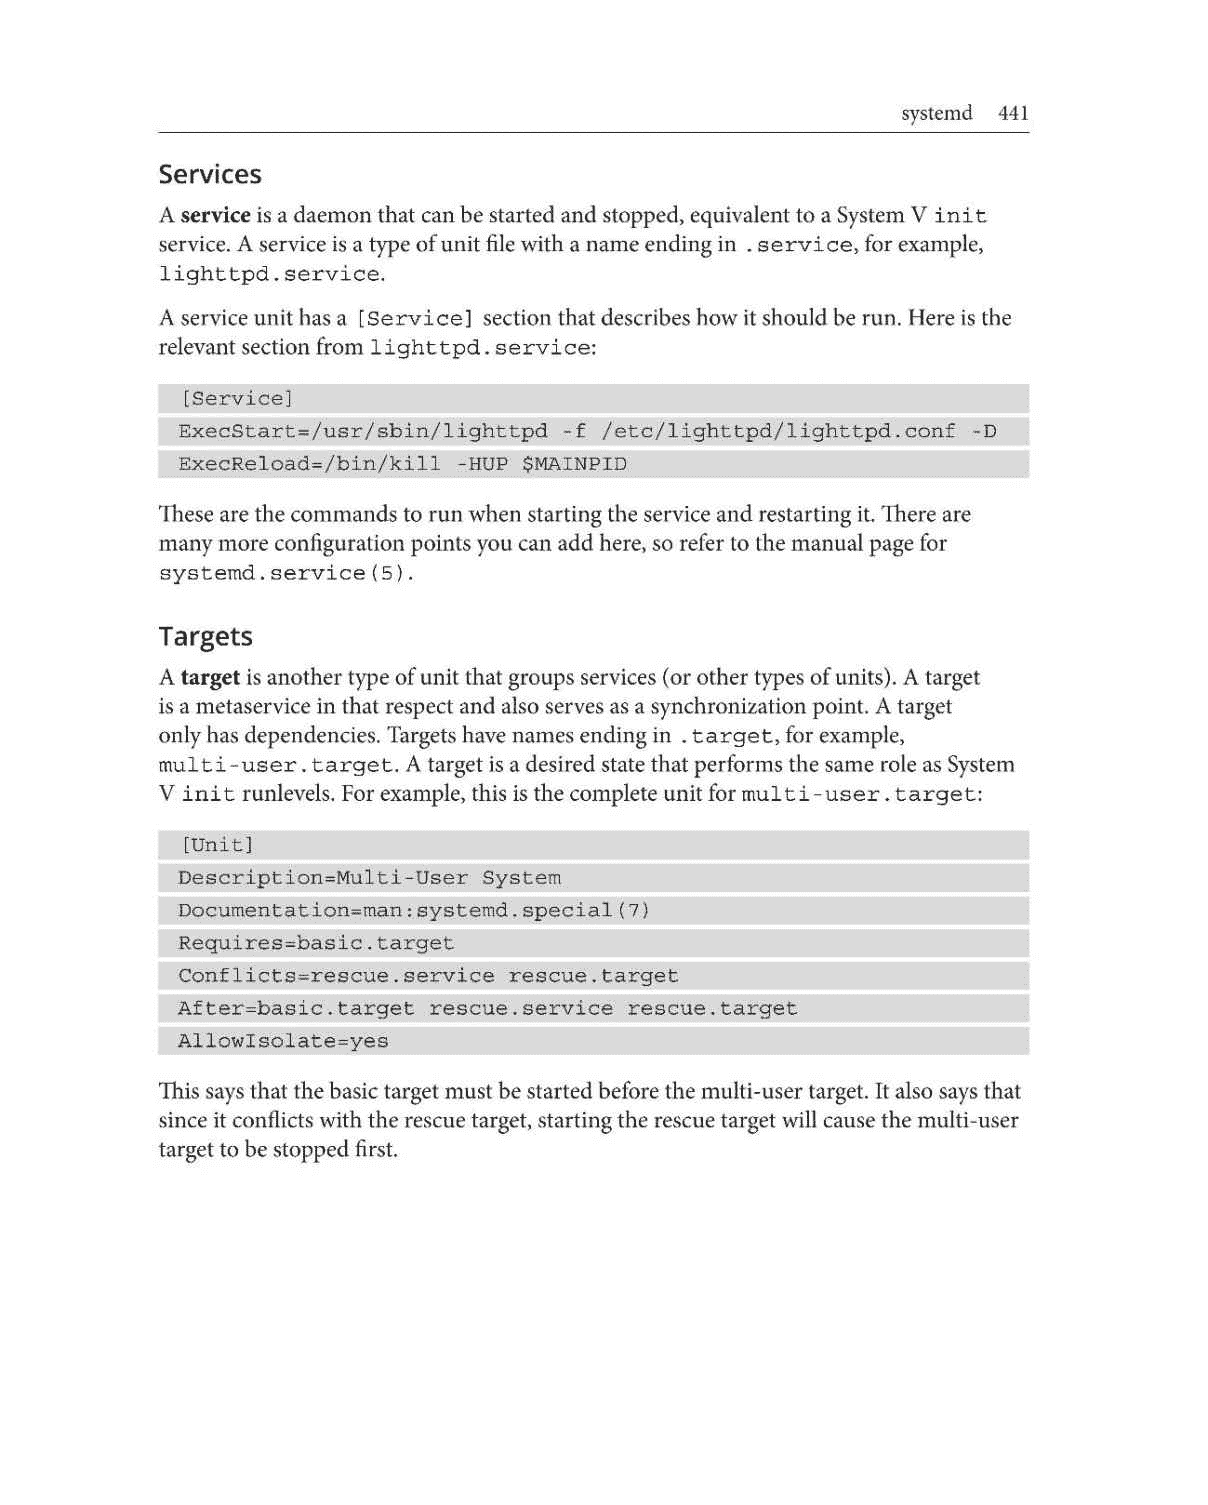 systemd 441
Services
A service is a daemon that can be started and stopped, equivalent to a System V init
service. A service is a type of unit file with a name ending in .service, for example,
lighttpd.service.
A service unit has a [Service] section that describes how it should be run. Here is the
relevant section from lighttpd.service:
[Service]
ExecStart=/usr/sbin/lighttpd -f /etc/lighttpd/lighttpd.conf -D
ExecReload=/bin/kill -HUP $MAINPID
These are the commands to run when starting the service and restarting it. There are
many more configuration points you can add here, so refer to the manual page for
systemd.service(5).
Targets
A target is another type of unit that groups services (or other types of units). A target
is a metaservice in that respect and also serves as a synchronization point. A target
only has dependencies. Targets have names ending in .target, for example,
multi-user.target. A target is a desired state that performs the same role as System
V init runlevels. For example, this is the complete unit for multi-user.target:
[Unit]
Description=Multi-User System
Documentation=man:systemd.special(7)
Requires=basic.target
Conflicts=rescue.service rescue.target
After=basic.target rescue.service rescue.target
AllowIsolate=yes
This says that the basic target must be started before the multi-user target. It also says that
since it conflicts with the rescue target, starting the rescue target will cause the multi-user
target to be stopped first.